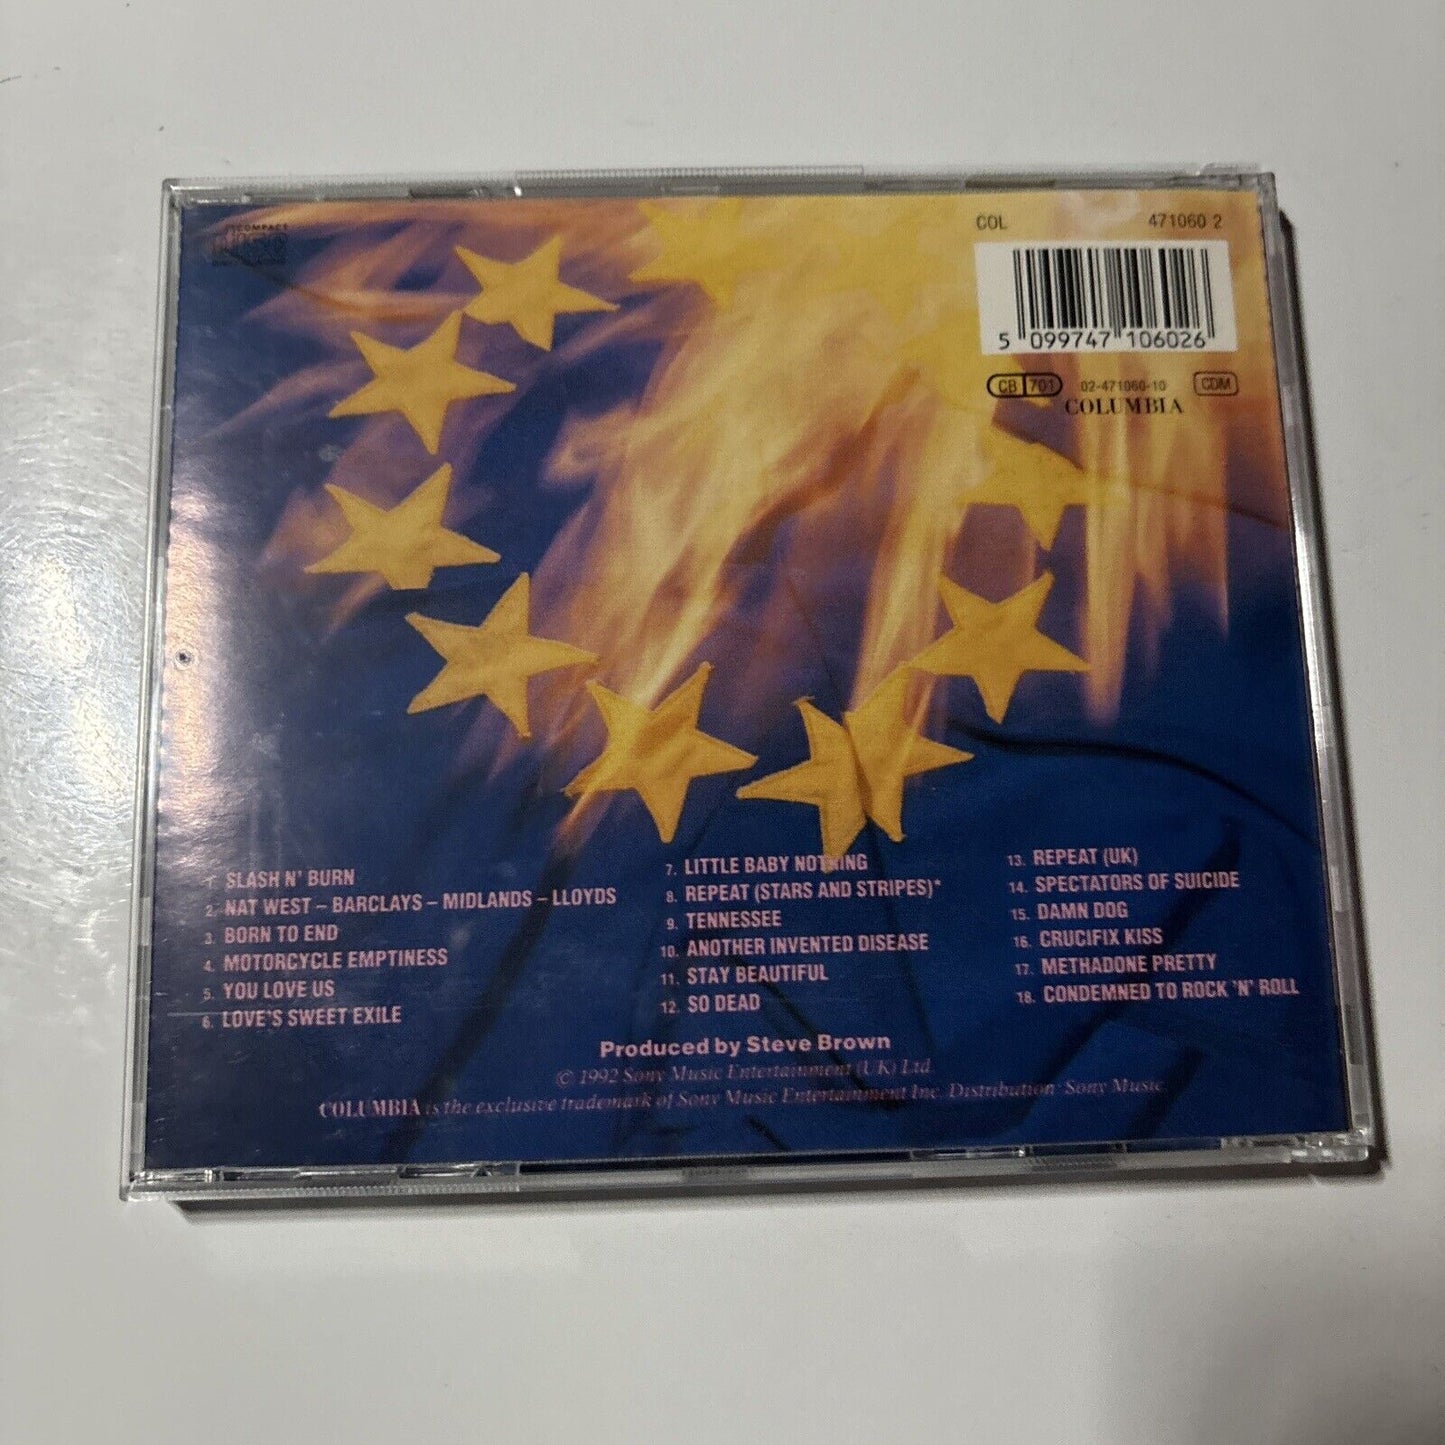 COMPACT
DISC
COL 471060 2
5 099747 106026
CB 701 02-471060-10 CDM
COLUMBIA
1. SLASH N' BURN
2. NAT WEST – BARCLAYS – MIDLANDS – LLOYDS
3. BORN TO END
4. MOTORCYCLE EMPTINESS
5. YOU LOVE US
6. LOVE'S SWEET EXILE
7. LITTLE BABY NOTHING
8. REPEAT (STARS AND STRIPES)*
9. TENNESSEE
10. ANOTHER INVENTED DISEASE
11. STAY BEAUTIFUL
12. SO DEAD
13. REPEAT (UK)
14. SPECTATORS OF SUICIDE
15. DAMN DOG
16. CRUCIFIX KISS
17. METHADONE PRETTY
18. CONDEMNED TO ROCK 'N' ROLL
Produced by Steve Brown
© 1992 Sony Music Entertainment (UK) Ltd.
COLUMBIA is the exclusive trademark of Sony Music Entertainment Inc. Distribution: Sony Music.